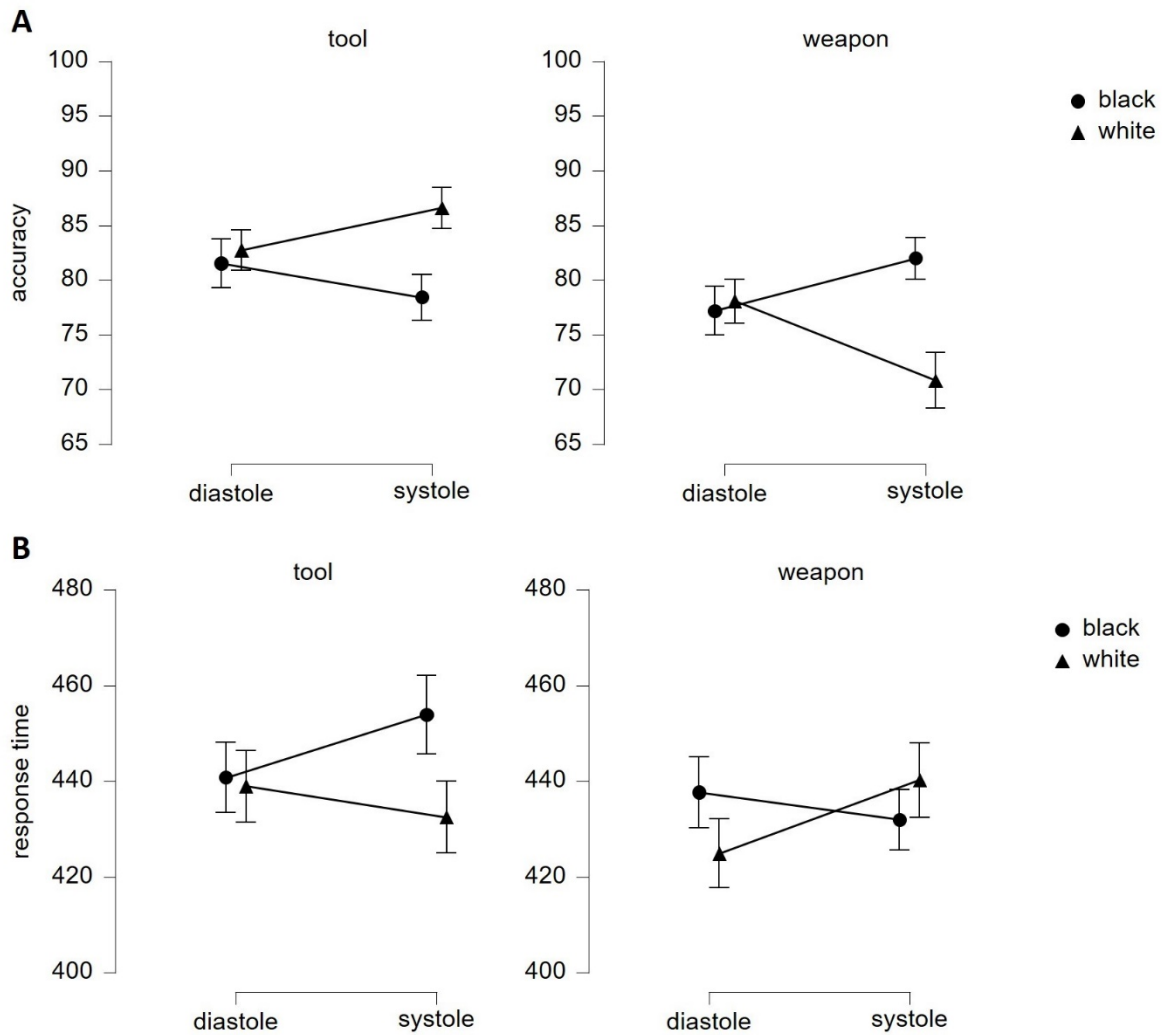 A
tool
weapon
100
95
90
85
80
75
70
65
accuracy
diastole
systole
100
95
90
85
80
75
70
65
diastole
systole
black
white
B
tool
weapon
480
460
440
420
400
response time
diastole
systole
480
460
440
420
400
diastole
systole
black
white